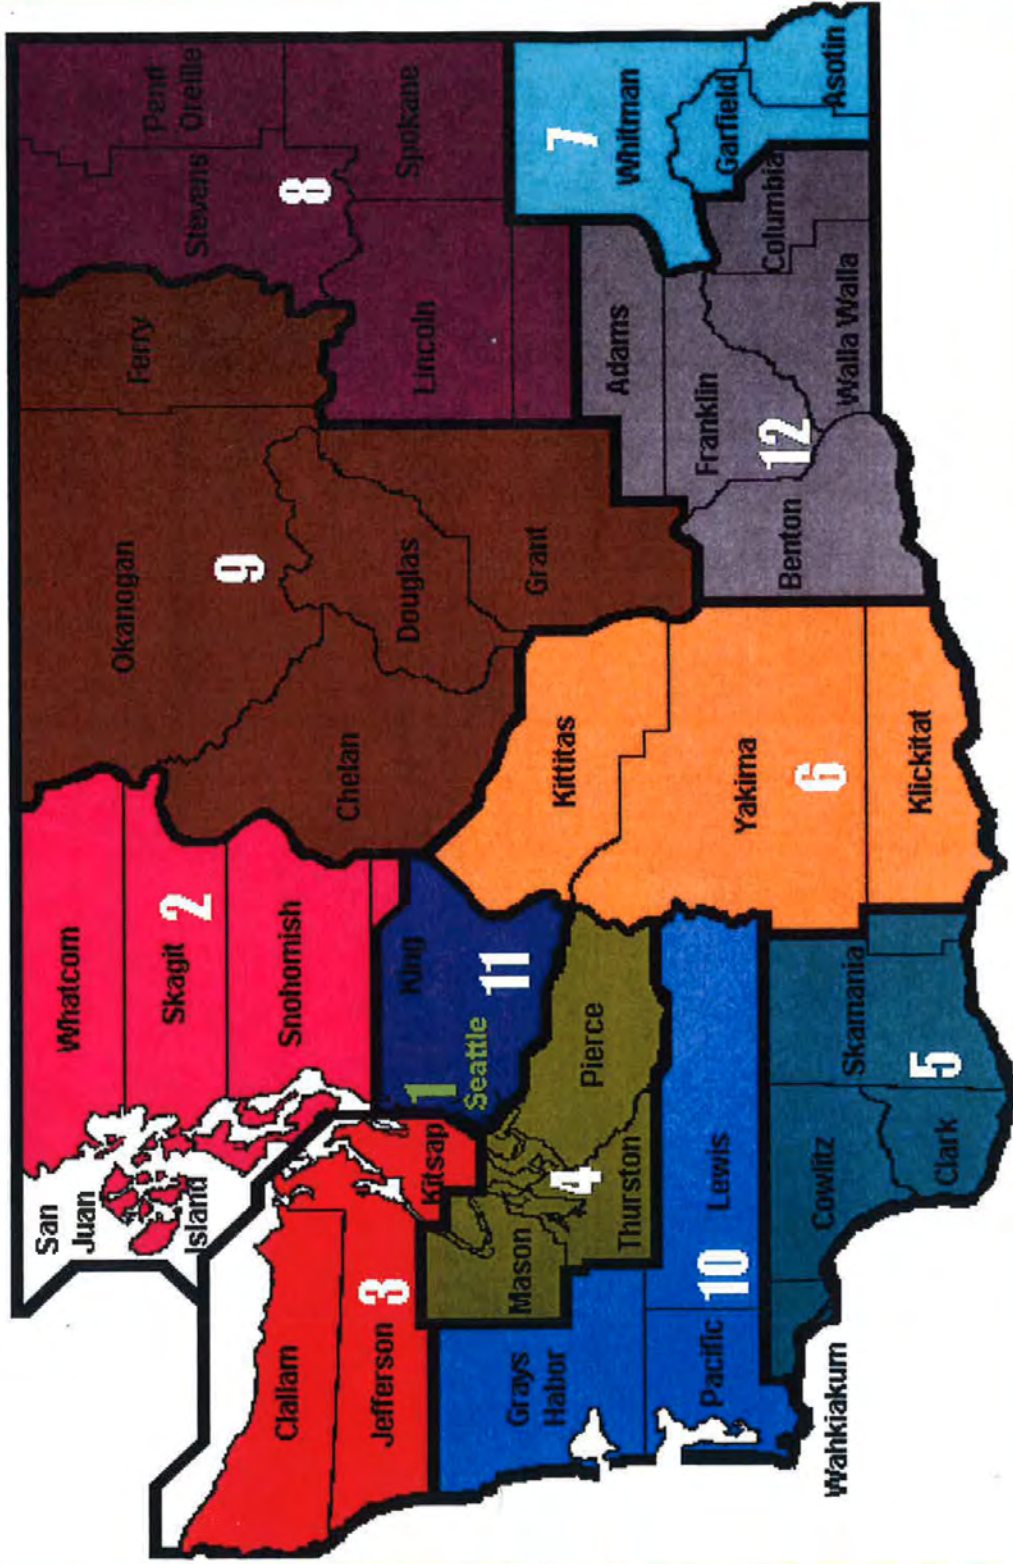 San
Juan
Island
Whatcom
Skagit
2
Snohomish
Okanogan
9
Ferry
Stevens
Pend
Oreille
8
Clallam
3
Jefferson
Kitsap
1
Seattle
King
11
Chelan
Douglas
Grant
Lincoln
Spokane
Grays
Habor
Mason
4
Thurston
Pierce
Kittitas
Adams
7
Whitman
Pacific
10
Lewis
Yakima
6
Franklin
12
Benton
Garfield
Columbia
Asotin
Walla Walla
Wahkiakum
Cowlitz
Skamania
5
Clark
Klickitat